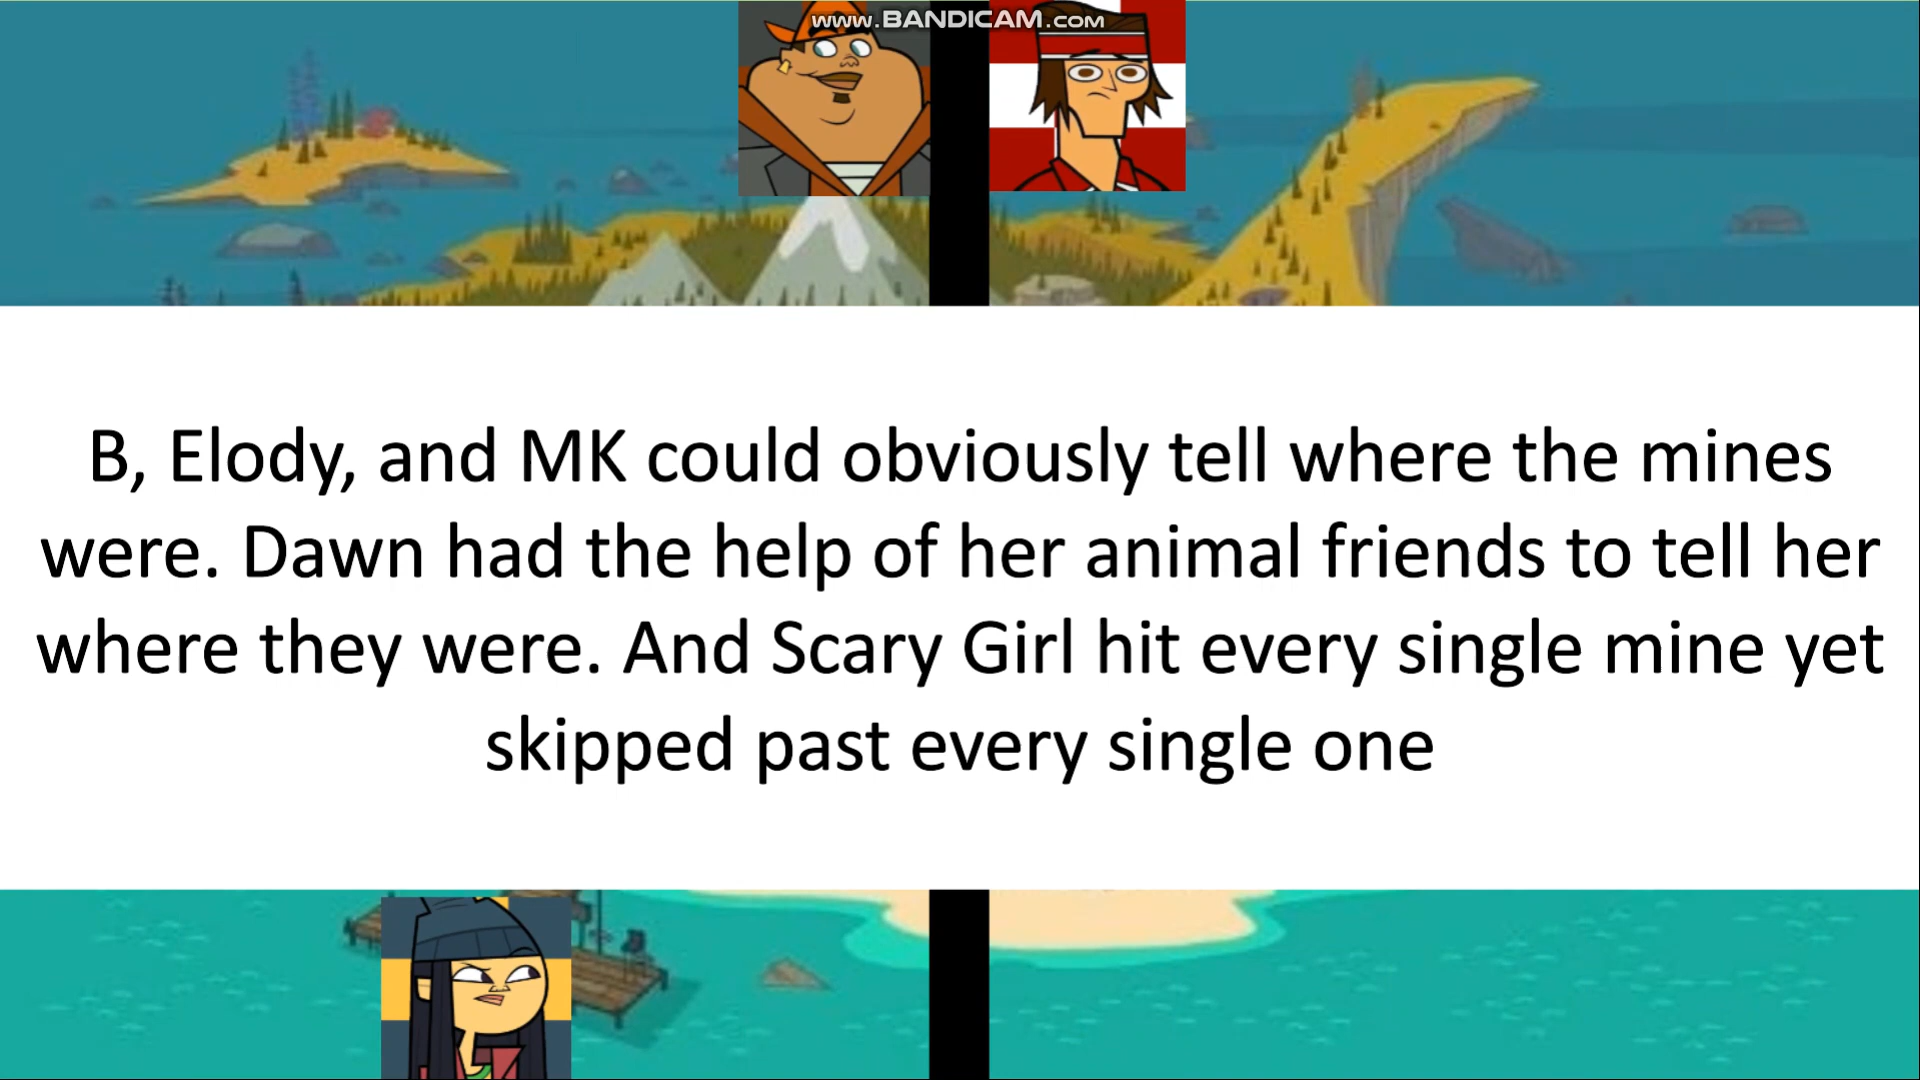 www.BANDICAM.com
B, Elody, and MK could obviously tell where the mines
were. Dawn had the help of her animal friends to tell her
where they were. And Scary Girl hit every single mine yet
skipped past every single one